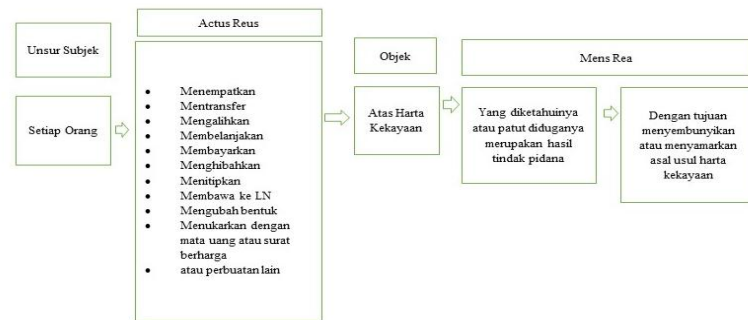 Unsur Subjek
Setiap Orang
Actus Reus
• Menempatkan
• Mentransfer
• Mengalihkan
• Membelanjakan
• Membayarkan
• Menghibahkan
• Menitipkan
• Membawa ke LN
• Mengubah bentuk
• Menukarkan dengan
mata uang atau surat
berharga
• atau perbuatan lain
Objek
Atas Harta
Kekayaan
Mens Rea
Yang diketahuinya
atau patut diduganya
merupakan hasil
tindak pidana
Dengan tujuan
menyembunyikan
atau menyamarkan
asal usul harta
kekayaan